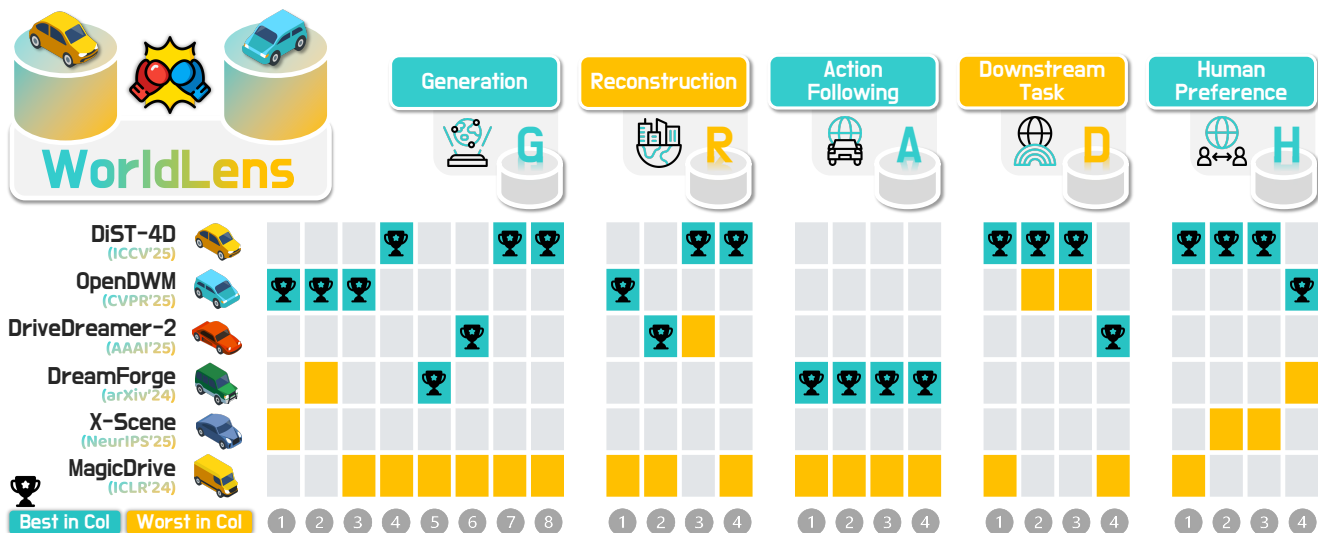 WorldLens
Generation
Reconstruction
Action
Following
Downstream
Task
Human
Preference
G
R
A
D
H
DiST-4D
(ICCV'25)
OpenDWM
(CVPR'25)
DriveDreamer-2
(AAAI'25)
DreamForge
(arXiv'24)
X-Scene
(NeurIPS'25)
MagicDrive
(ICLR'24)
Best in Col
Worst in Col
1 2 3 4 5 6 7 8
1 2 3 4
1 2 3 4
1 2 3 4
1 2 3 4